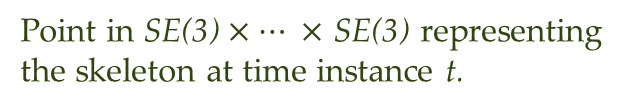 Point in SE(3) × ⋯ × SE(3) representing
the skeleton at time instance t.